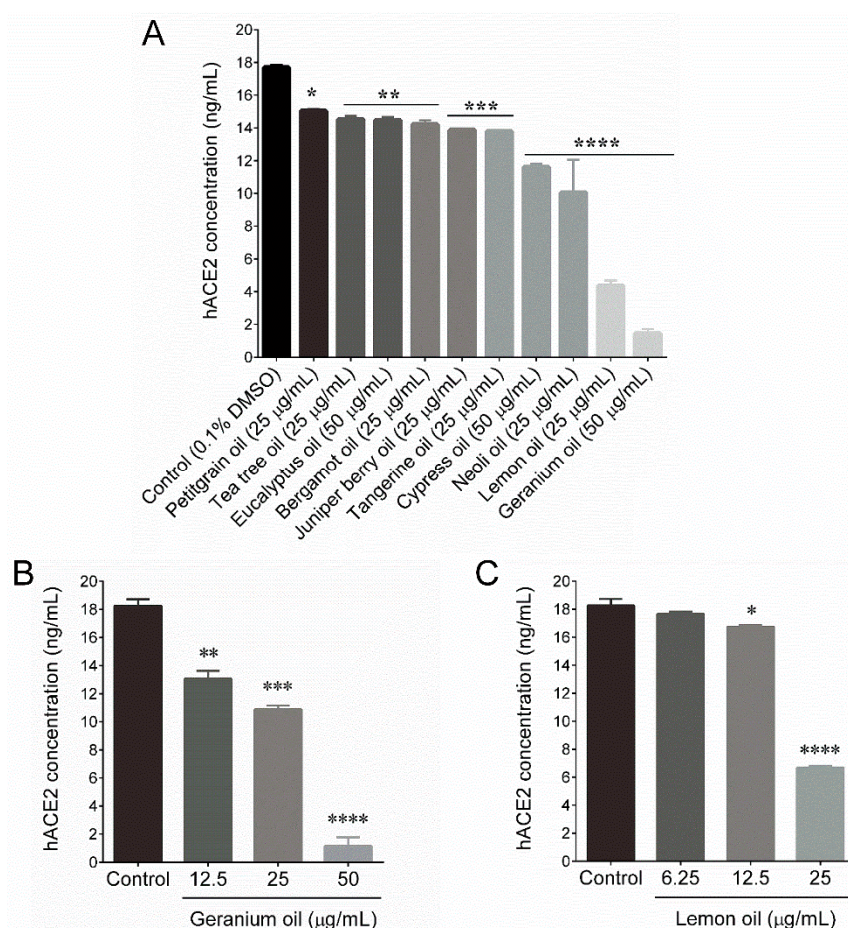 A
hACE2 concentration (ng/mL)
20
18
16
14
12
10
8
6
4
2
0
*
**
***
****
Control (0.1% DMSO)
Petitgrain oil (25 μg/mL)
Tea tree oil (25 μg/mL)
Eucalyptus oil (50 μg/mL)
Bergamot oil (25 μg/mL)
Juniper berry oil (25 μg/mL)
Tangerine oil (25 μg/mL)
Cypress oil (50 μg/mL)
Neoli oil (25 μg/mL)
Lemon oil (25 μg/mL)
Geranium oil (50 μg/mL)
B
hACE2 concentration (ng/mL)
20
18
16
14
12
10
8
6
4
2
0
**
***
****
Control 12.5 25 50
Geranium oil (μg/mL)
C
hACE2 concentration (ng/mL)
20
18
16
14
12
10
8
6
4
2
0
*
****
Control 6.25 12.5 25
Lemon oil (μg/mL)